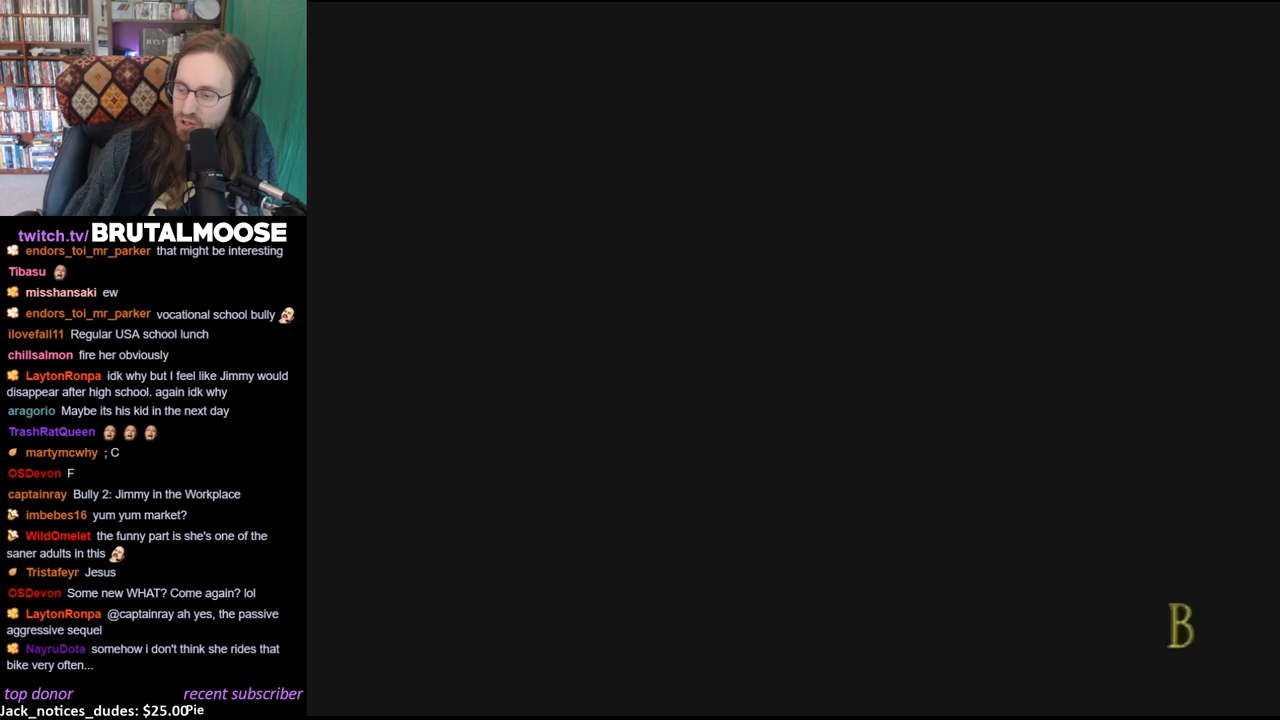 twitch.tv/BRUTALMOOSE
endors_toi_mr_parker that might be interesting
Tibasu
misshansaki ew
endors_toi_mr_parker vocational school bully
ilovefall11 Regular USA school lunch
chillsalmon fire her obviously
LaytonRonpa idk why but I feel like Jimmy would
disappear after high school. again idk why
aragorio Maybe its his kid in the next day
TrashRatQueen
martymcwhy ; C
OSDevon F
captainray Bully 2: Jimmy in the Workplace
imbebes16 yum yum market?
WildOmelet the funny part is she's one of the
saner adults in this
Tristafeyr Jesus
OSDevon Some new WHAT? Come again? lol
LaytonRonpa @captainray ah yes, the passive
aggressive sequel
NayruDota somehow i don't think she rides that
bike very often...
top donor recent subscriber
Jack_notices_dudes: $25.00 Pie
B